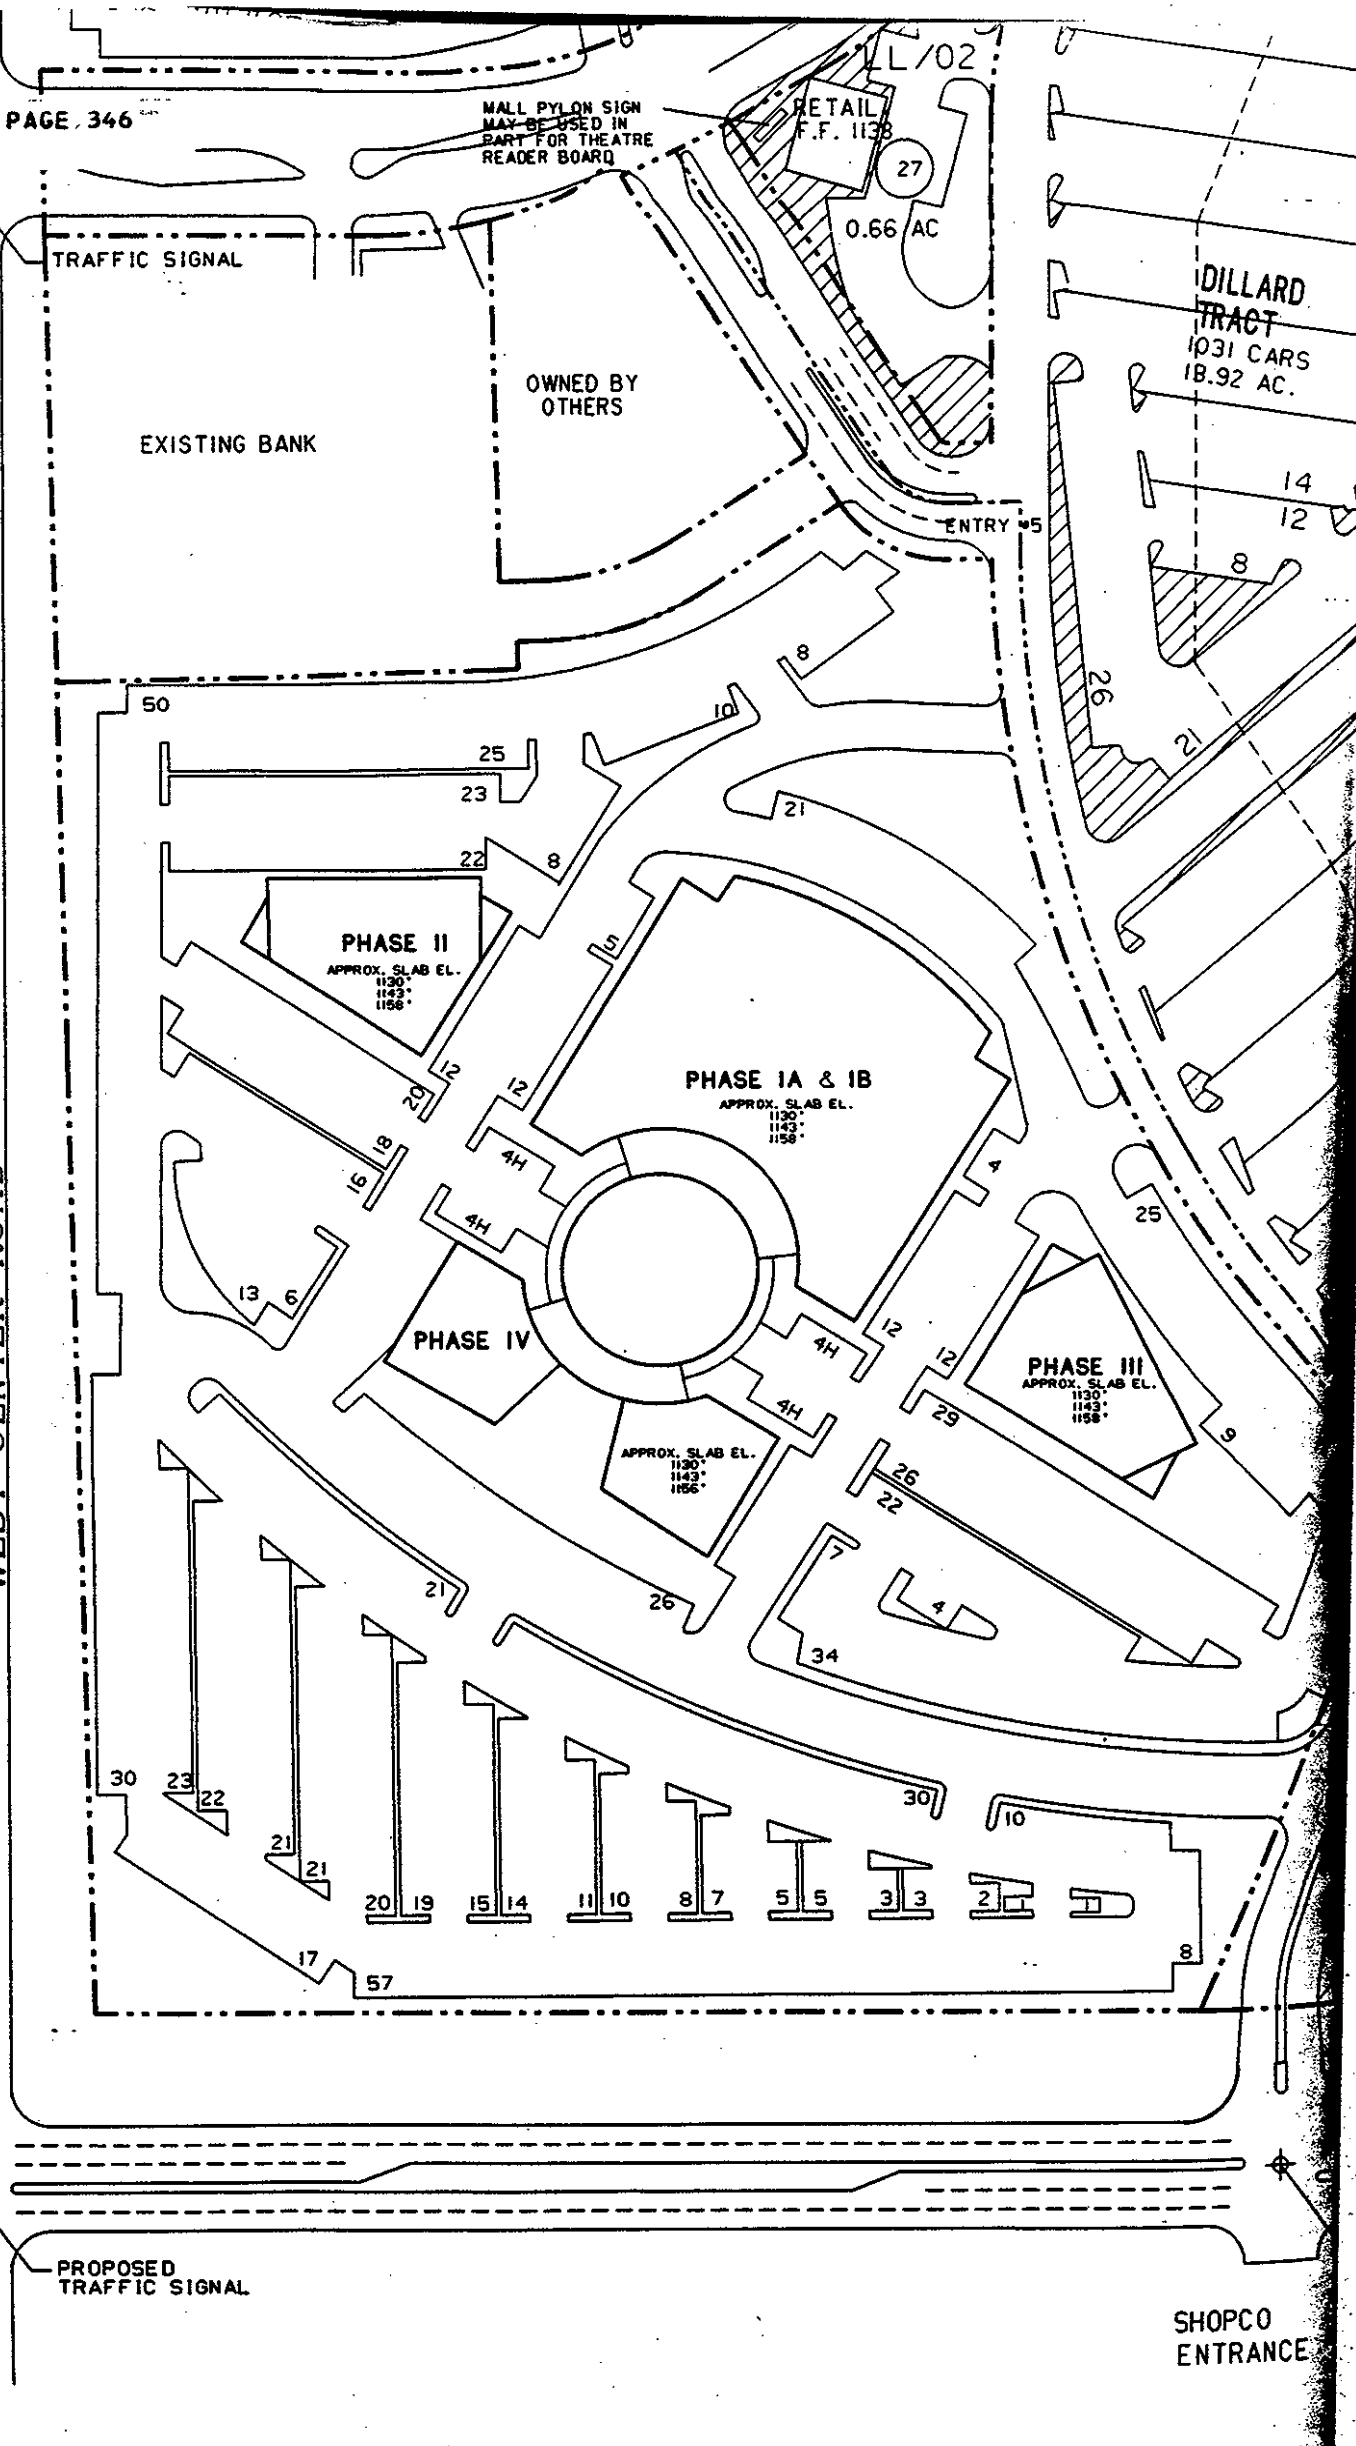 LL/02
PAGE 346
MALL PYLON SIGN
MAY BE USED IN
PART FOR THEATRE
READER BOARD
RETAIL
F.F. 1138
27
0.66 AC
TRAFFIC SIGNAL
DILLARD
TRACT
1031 CARS
18.92 AC.
OWNED BY
OTHERS
EXISTING BANK
14
12
ENTRY •5
8
8
26
50
10
21
25
23
21
22
8
5
PHASE II
APPROX. SLAB EL.
1130'
1143'
1158'
12
20
12
PHASE IA & IB
APPROX. SLAB EL.
1130'
1143'
1158'
18
16
4H
4
4H
25
13
6
PHASE IV
12
4H
12
PHASE III
APPROX. SLAB EL.
1130'
1143'
1158'
4H
29
9
APPROX. SLAB EL.
1130'
1143'
1156'
26
22
7
21
26
4
34
30
23
22
30
10
21
21
20
19
15
14
11
10
8
7
5
5
3
3
2
1
1
17
57
8
PROPOSED
TRAFFIC SIGNAL
SHOPCO
ENTRANCE